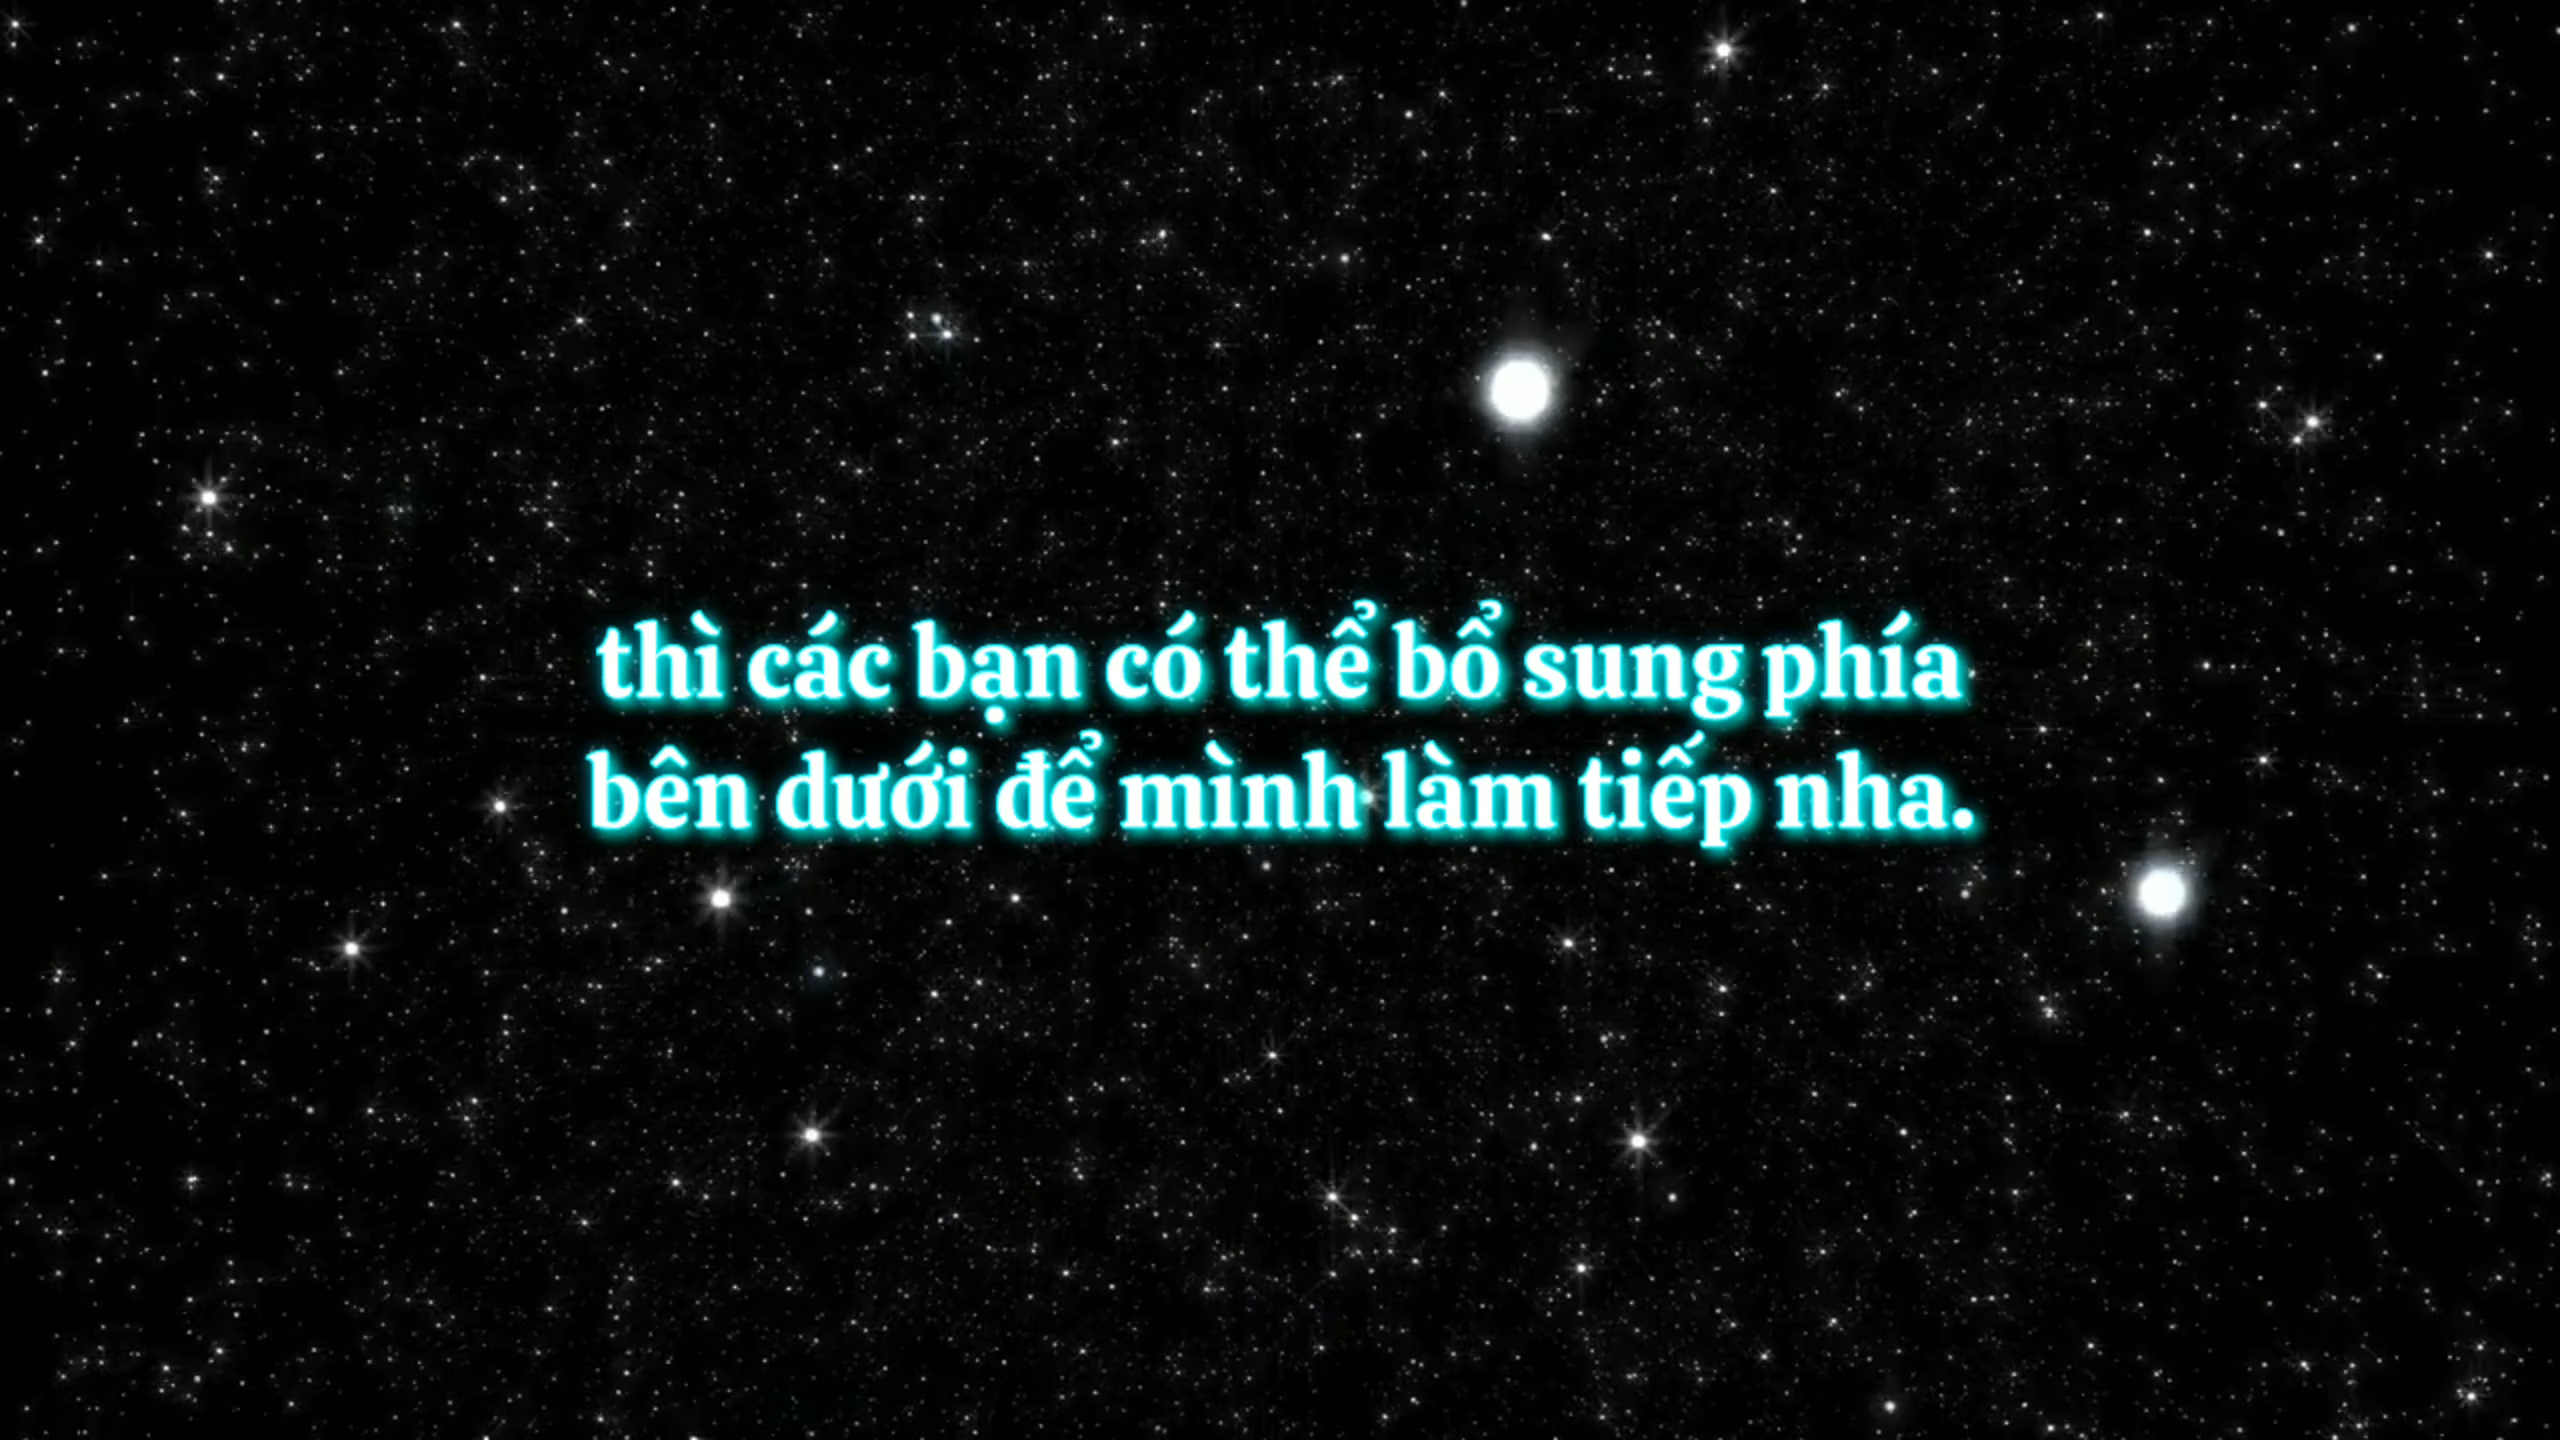 thì các bạn có thể bổ sung phía
bên dưới để mình làm tiếp nha.